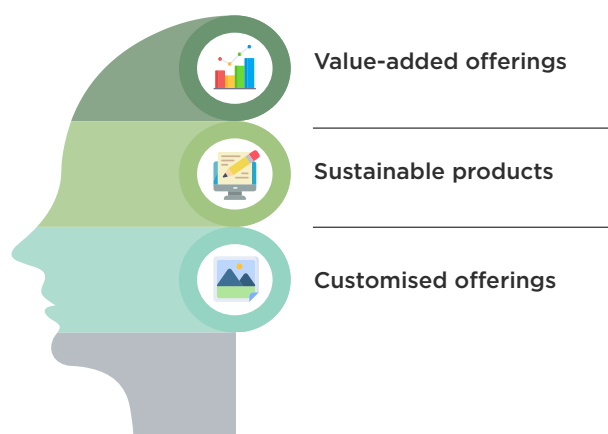 Value-added offerings
Sustainable products
Customised offerings